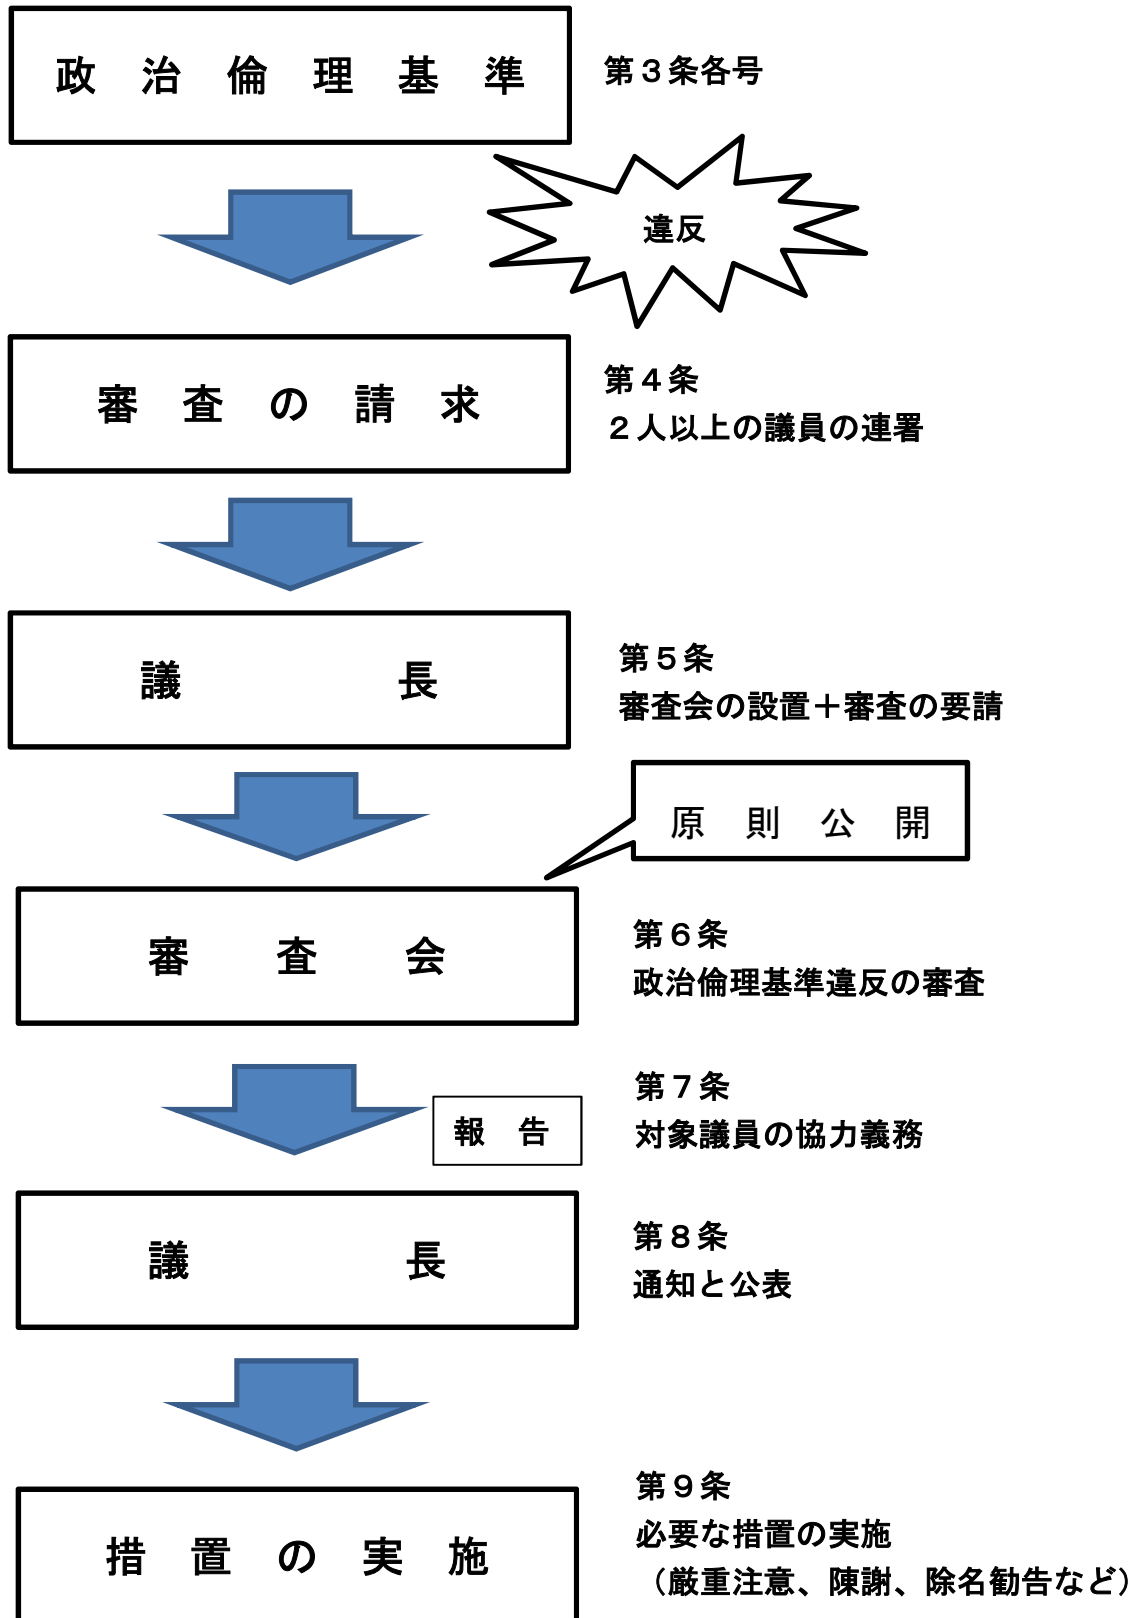 政治倫理基準
第３条各号
違反
審査の請求
第４条
２人以上の議員の連署
議長
第５条
審査会の設置＋審査の要請
原則公開
審査会
第６条
政治倫理基準違反の審査
第７条
対象議員の協力義務
報告
議長
第８条
通知と公表
措置の実施
第９条
必要な措置の実施
（厳重注意、陳謝、除名勧告など）